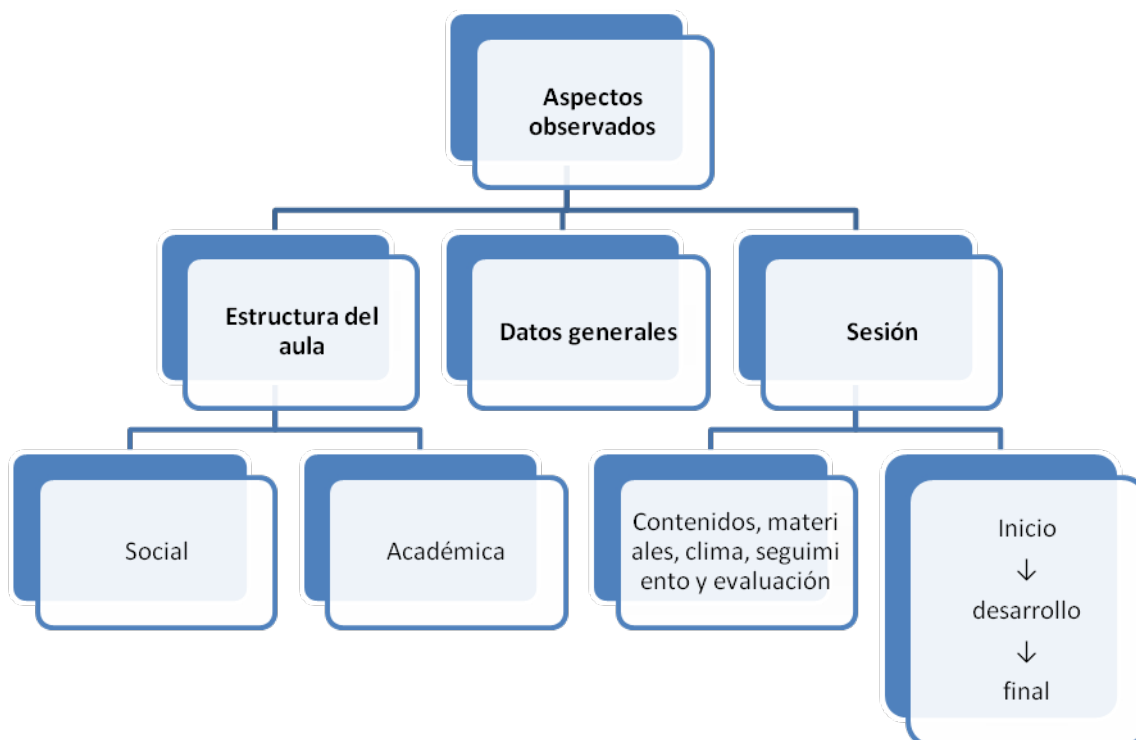 Aspectos
observados
Estructura del
aula
Datos generales
Sesión
Social
Académica
Contenidos, materi
ales, clima, seguimi
ento y evaluación
Inicio
↓
desarrollo
↓
final